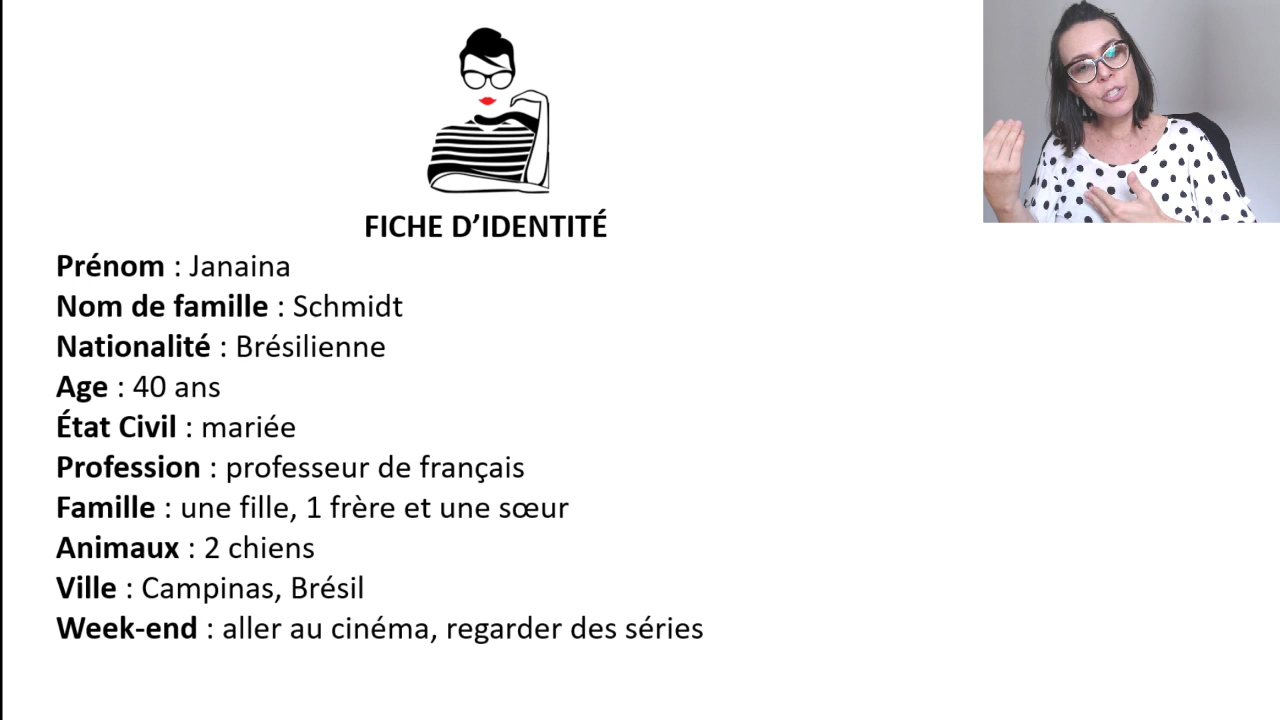 FICHE D’IDENTITÉ
Prénom : Janaina
Nom de famille : Schmidt
Nationalité : Brésilienne
Age : 40 ans
État Civil : mariée
Profession : professeur de français
Famille : une fille, 1 frère et une sœur
Animaux : 2 chiens
Ville : Campinas, Brésil
Week-end : aller au cinéma, regarder des séries